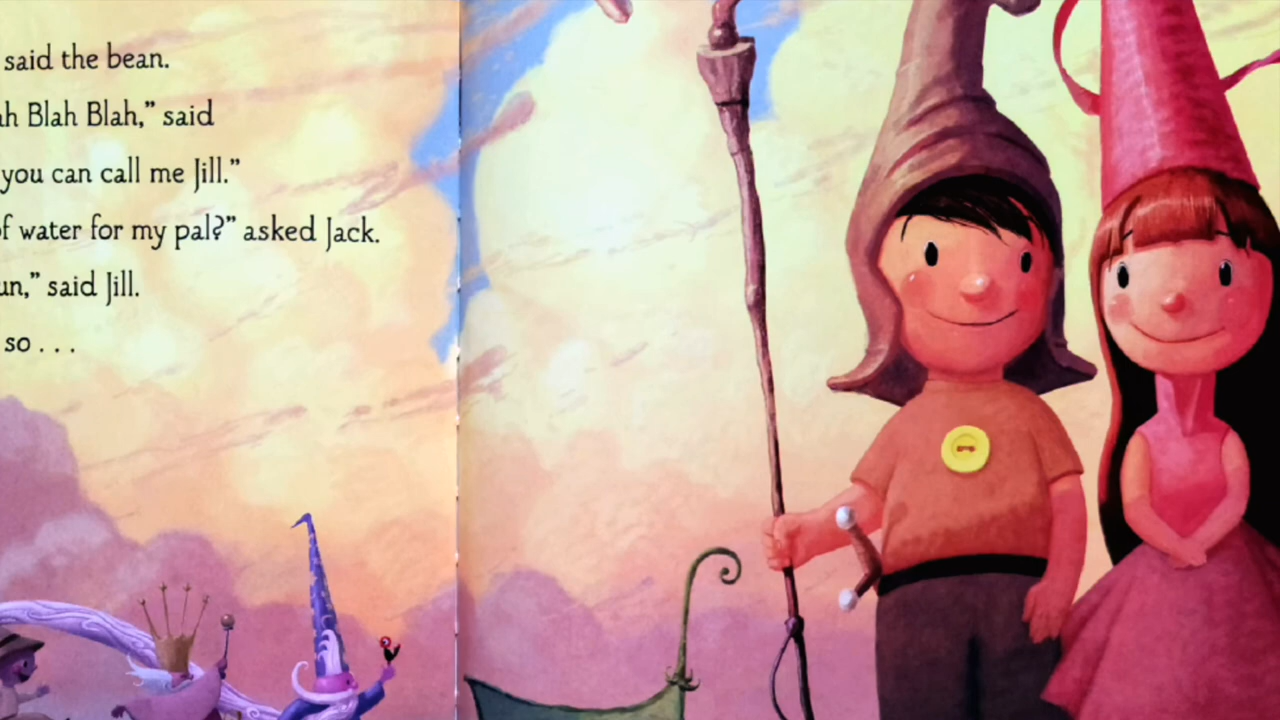 said the bean.
Blah Blah," said
you can call me Jill."
of water for my pal?" asked Jack.
said Jill.
so . . .